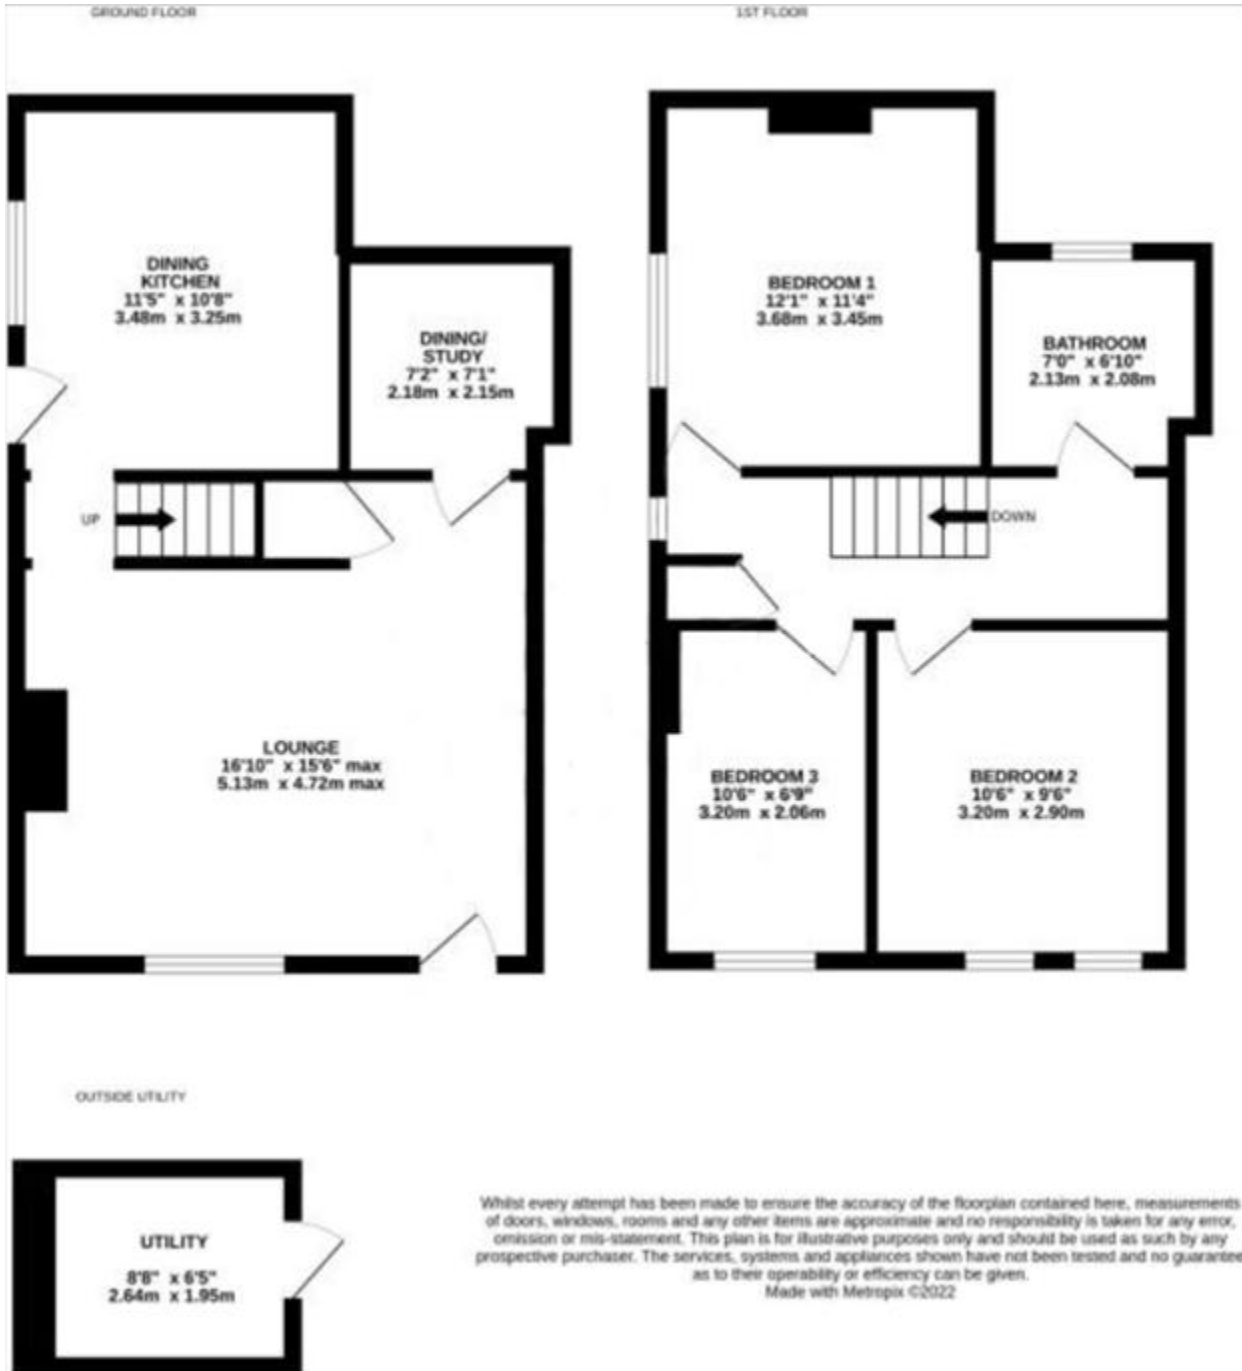 GROUND FLOOR
1ST FLOOR
DINING
KITCHEN
11'5" x 10'8"
3.48m x 3.25m
DINING/
STUDY
7'2" x 7'1"
2.18m x 2.15m
UP
LOUNGE
16'10" x 15'6" max
5.13m x 4.72m max
BEDROOM 1
12'1" x 11'4"
3.68m x 3.45m
BATHROOM
7'0" x 6'10"
2.13m x 2.08m
DOWN
BEDROOM 3
10'6" x 6'9"
3.20m x 2.06m
BEDROOM 2
10'6" x 9'6"
3.20m x 2.90m
OUTSIDE UTILITY
UTILITY
8'8" x 6'5"
2.64m x 1.95m
Whilst every attempt has been made to ensure the accuracy of the floorplan contained here, measurements
of doors, windows, rooms and any other items are approximate and no responsibility is taken for any error,
omission or mis-statement. This plan is for illustrative purposes only and should be used as such by any
prospective purchaser. The services, systems and appliances shown have not been tested and no guarantee
as to their operability or efficiency can be given.
Made with Metropix ©2022